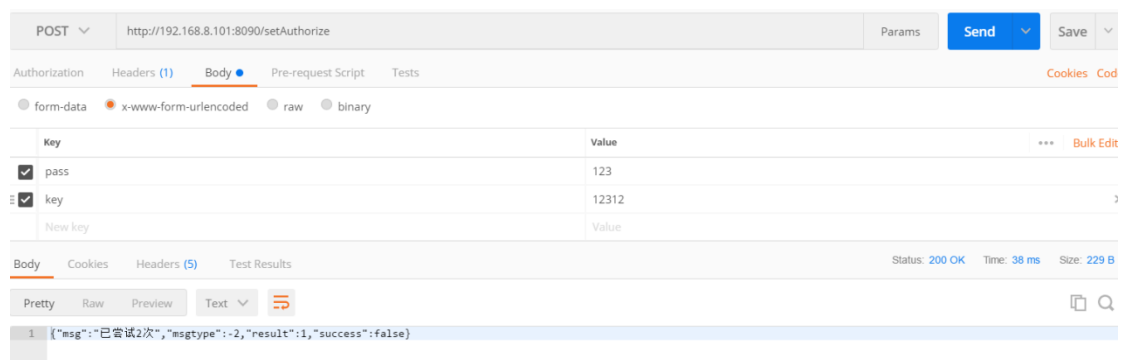 POST http://192.168.8.101:8090/setAuthorize Params Send Save
Authorization Headers (1) Body Pre-request Script Tests Cookies Cod
form-data x-www-form-urlencoded raw binary
Key Value Bulk Edit
pass 123
key 12312
New key Value
Body Cookies Headers (5) Test Results Status: 200 OK Time: 38 ms Size: 229 B
Pretty Raw Preview Text
1 {"msg":"已尝试2次","msgtype":-2,"result":1,"success":false}